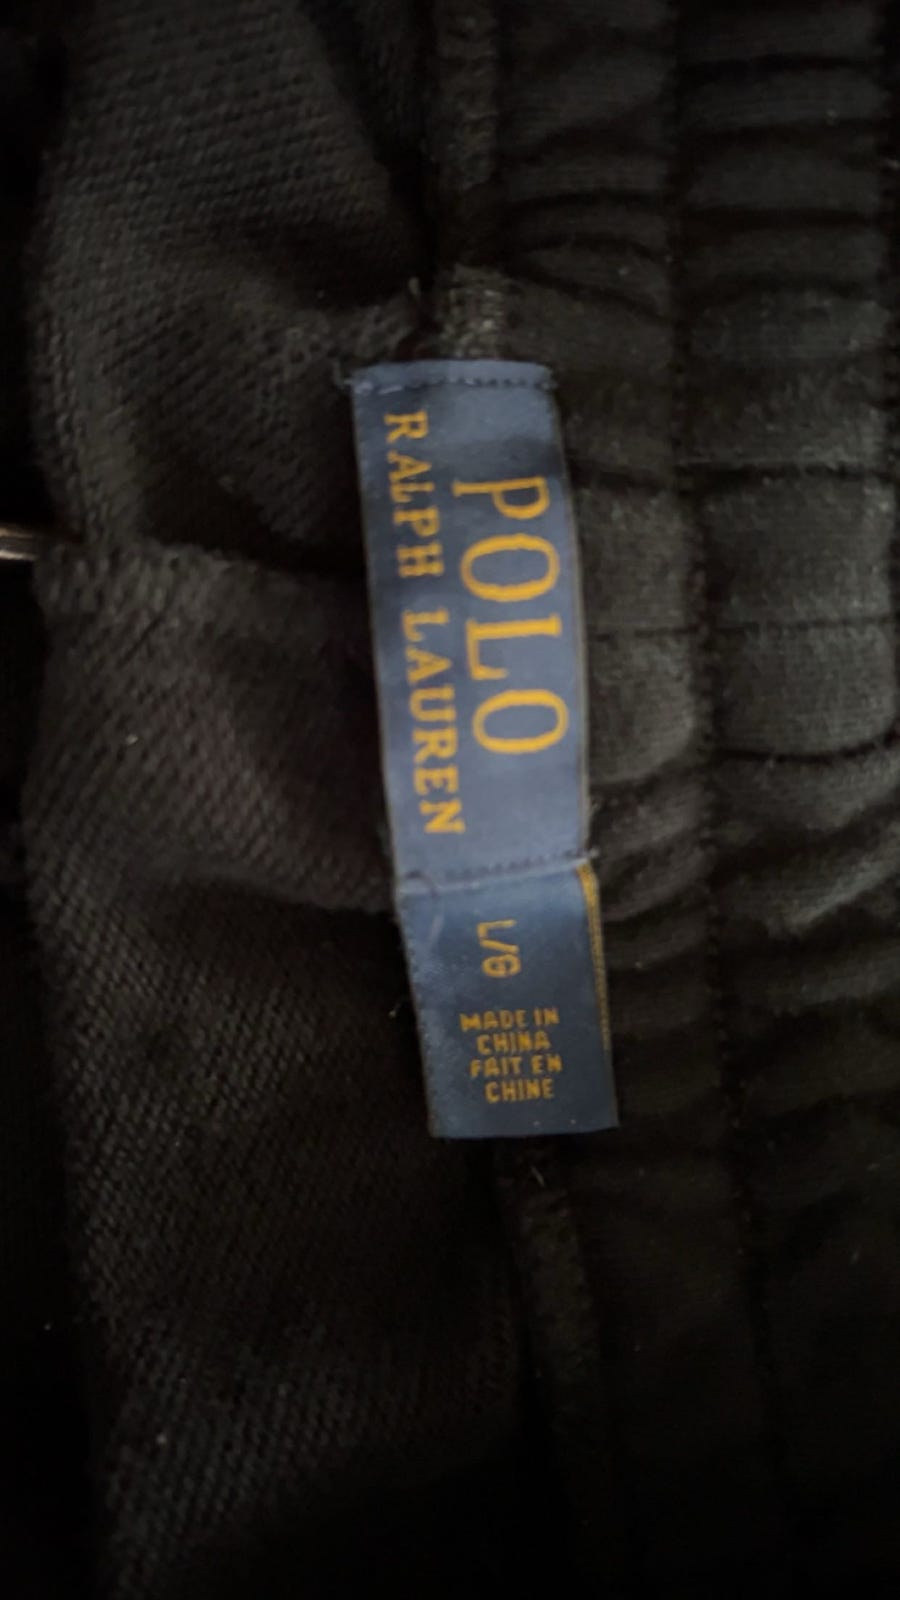 POLO
RALPH LAUREN
L/G
MADE IN
CHINA
FAIT EN
CHINE